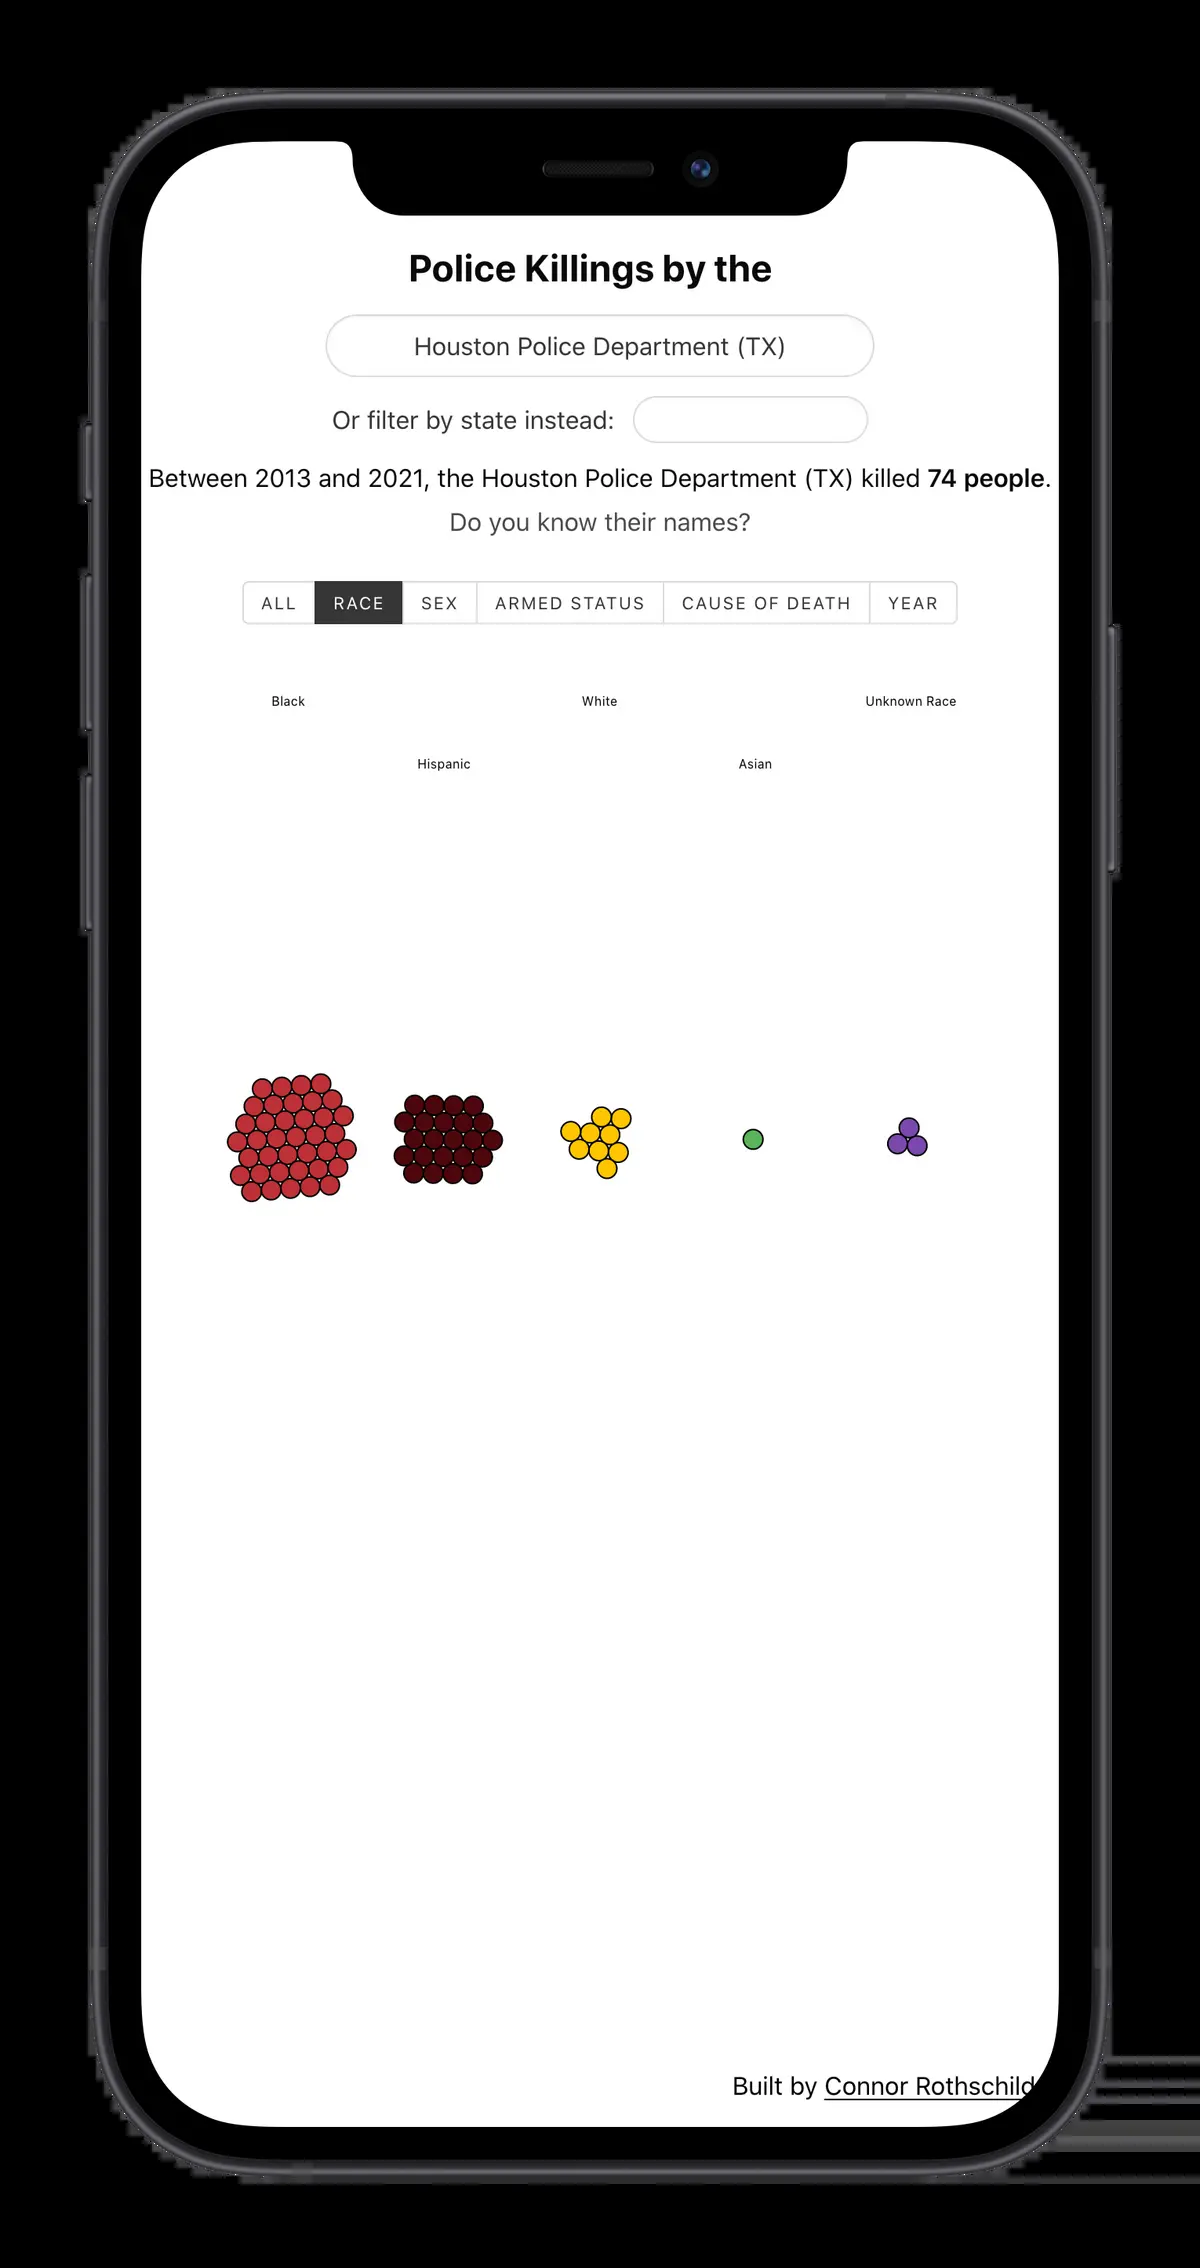 Police Killings by the
Houston Police Department (TX)
Or filter by state instead:
Between 2013 and 2021, the Houston Police Department (TX) killed 74 people.
Do you know their names?
ALL RACE SEX ARMED STATUS CAUSE OF DEATH YEAR
Black White Unknown Race
Hispanic Asian
Built by Connor Rothschild